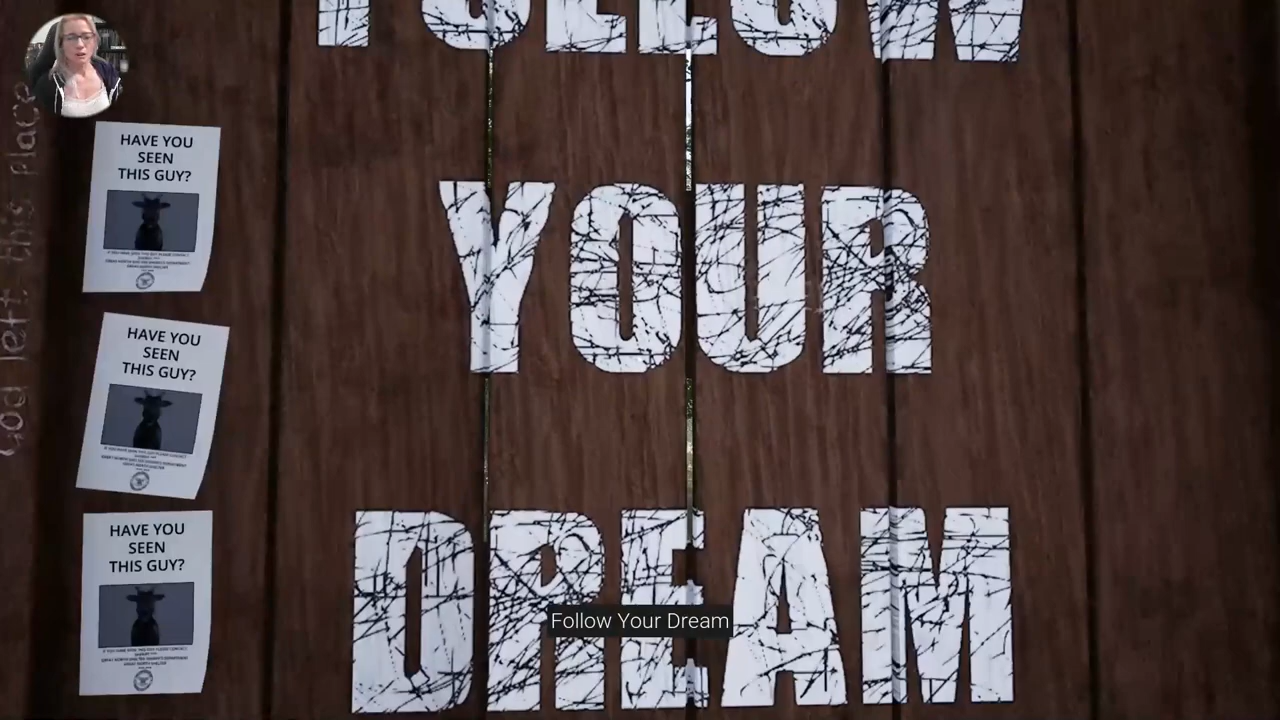 FOLLOW
YOUR
DREAM
Follow Your Dream
God left this place
HAVE YOU
SEEN
THIS GUY?
HAVE YOU
SEEN
THIS GUY?
HAVE YOU
SEEN
THIS GUY?